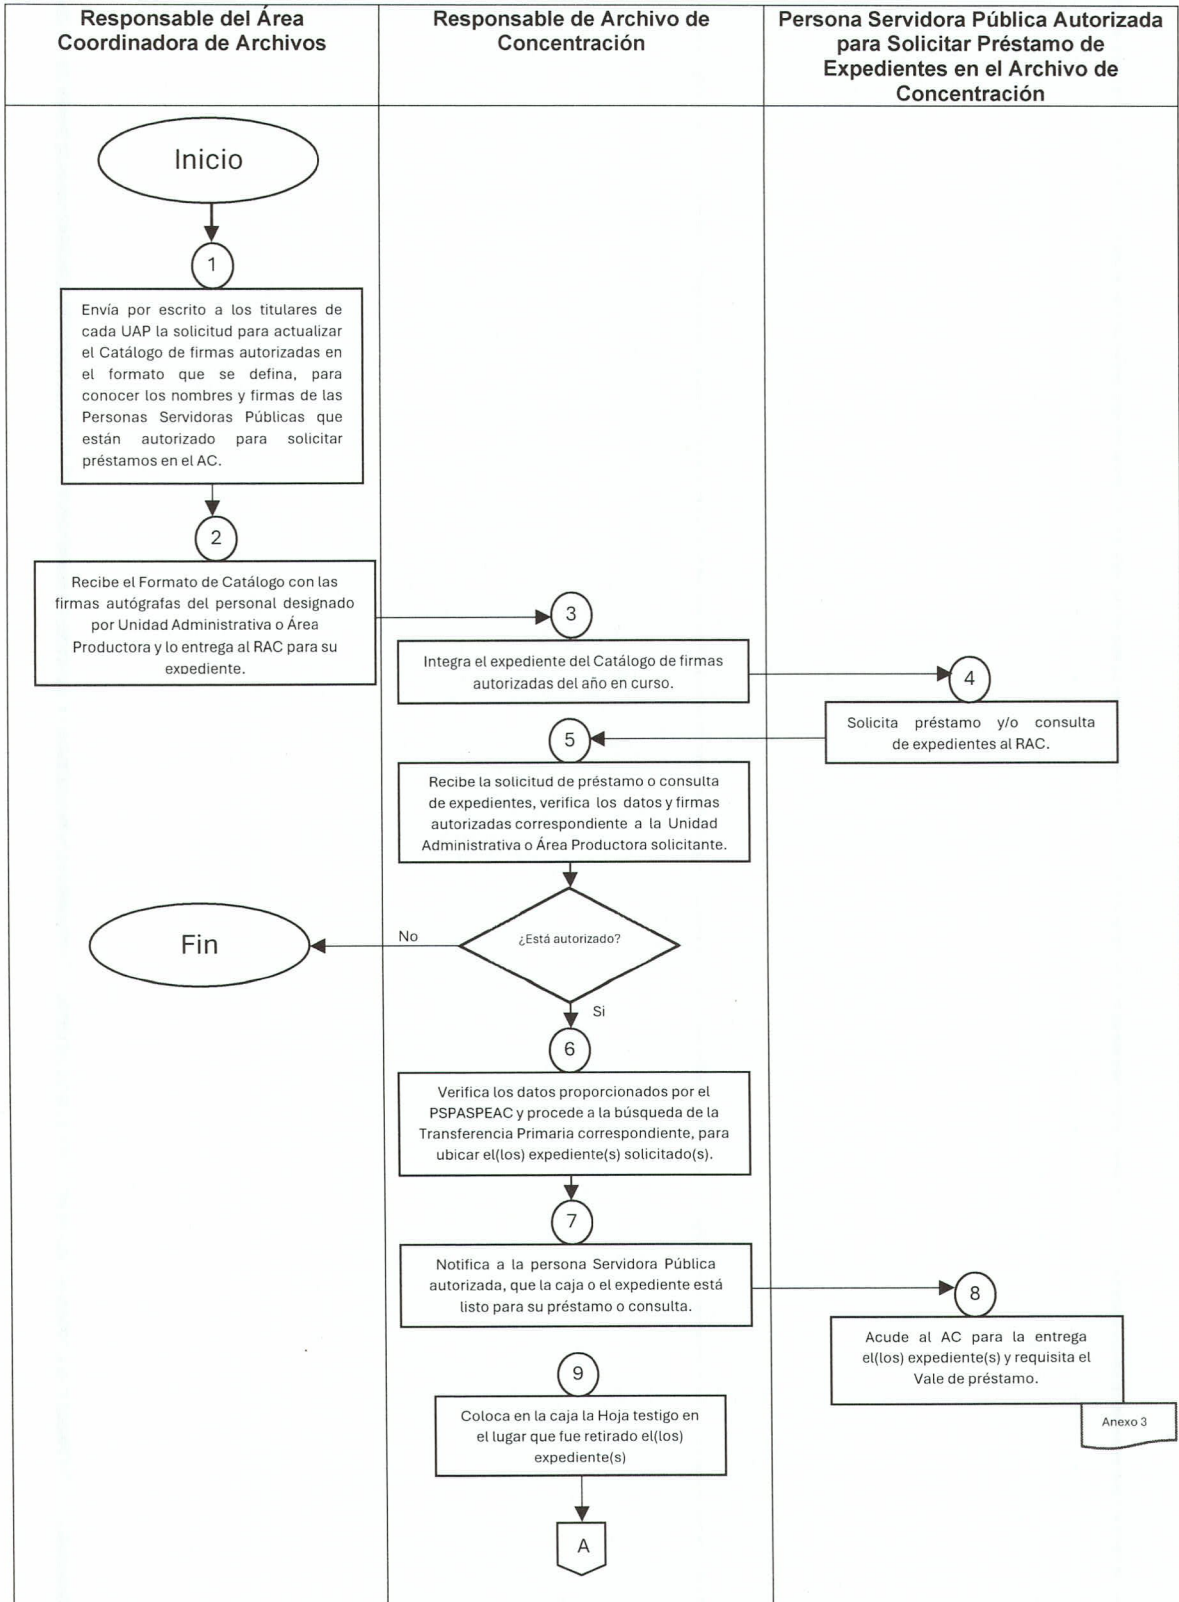 Responsable del Área
Coordinadora de Archivos
Responsable de Archivo de
Concentración
Persona Servidora Pública Autorizada
para Solicitar Préstamo de
Expedientes en el Archivo de
Concentración
Inicio
1
Envía por escrito a los titulares de
cada UAP la solicitud para actualizar
el Catálogo de firmas autorizadas en
el formato que se defina, para
conocer los nombres y firmas de las
Personas Servidoras Públicas que
están autorizado para solicitar
préstamos en el AC.
2
Recibe el Formato de Catálogo con las
firmas autógrafas del personal designado
por Unidad Administrativa o Área
Productora y lo entrega al RAC para su
expediente.
3
Integra el expediente del Catálogo de firmas
autorizadas del año en curso.
4
Solicita préstamo y/o consulta
de expedientes al RAC.
5
Recibe la solicitud de préstamo o consulta
de expedientes, verifica los datos y firmas
autorizadas correspondiente a la Unidad
Administrativa o Área Productora solicitante.
¿Está autorizado?
No
Fin
Si
6
Verifica los datos proporcionados por el
PSPASPEAC y procede a la búsqueda de la
Transferencia Primaria correspondiente, para
ubicar el(los) expediente(s) solicitado(s).
7
Notifica a la persona Servidora Pública
autorizada, que la caja o el expediente está
listo para su préstamo o consulta.
8
Acude al AC para la entrega
el(los) expediente(s) y requisita el
Vale de préstamo.
Anexo 3
9
Coloca en la caja la Hoja testigo en
el lugar que fue retirado el(los)
expediente(s)
A